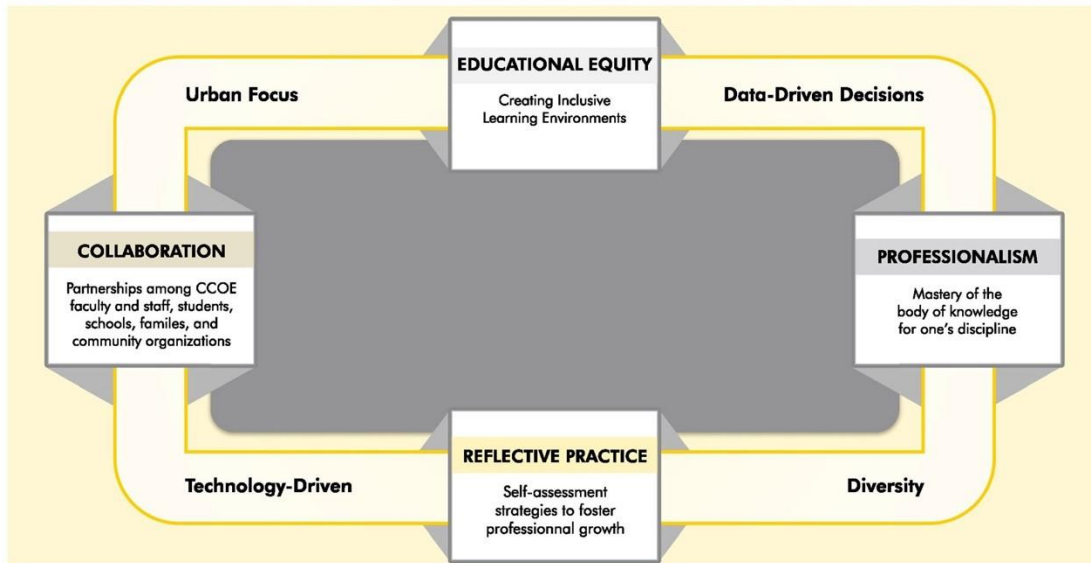 EDUCATIONAL EQUITY
Creating Inclusive
Learning Environments
Urban Focus
Data-Driven Decisions
COLLABORATION
Partnerships among CCOE
faculty and staff, students,
schools, familes, and
community organizations
PROFESSIONALISM
Mastery of the
body of knowledge
for one's discipline
REFLECTIVE PRACTICE
Self-assessment
strategies to foster
professionnal growth
Technology-Driven
Diversity